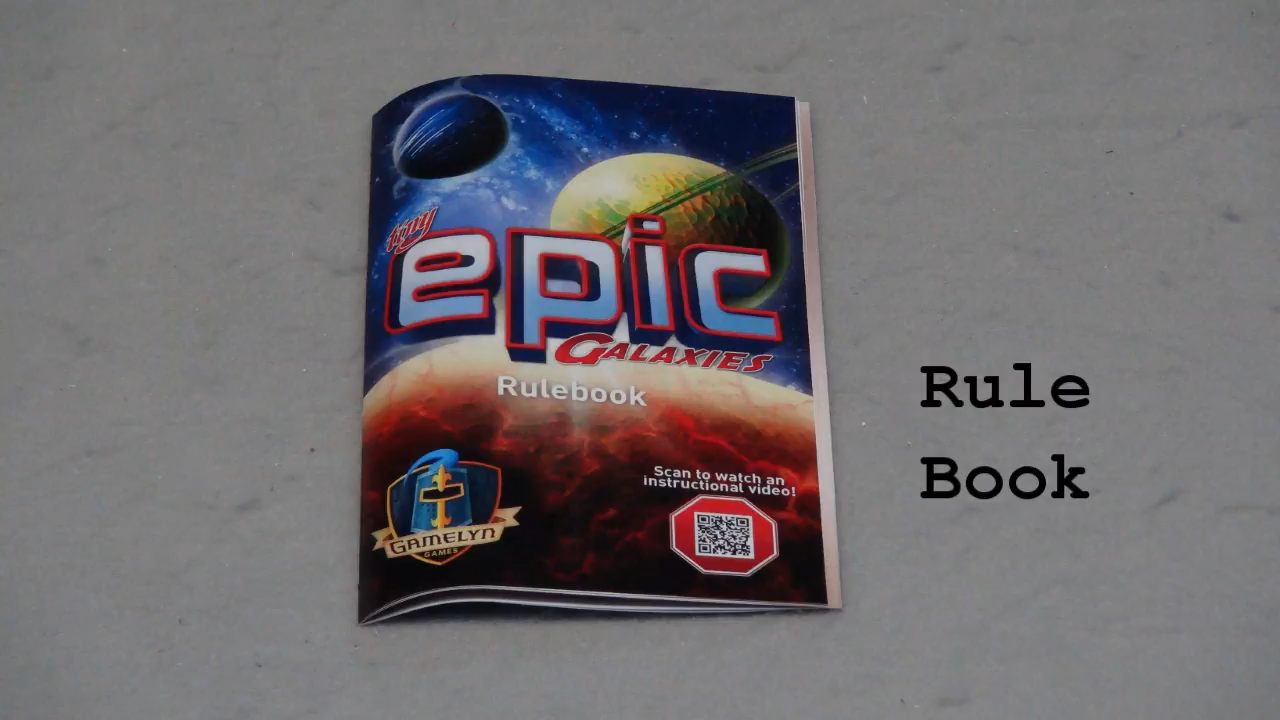 tiny
epic
GALAXIES
Rulebook
Scan to watch an
instructional video!
GAMELYN
GAMES
Rule
Book